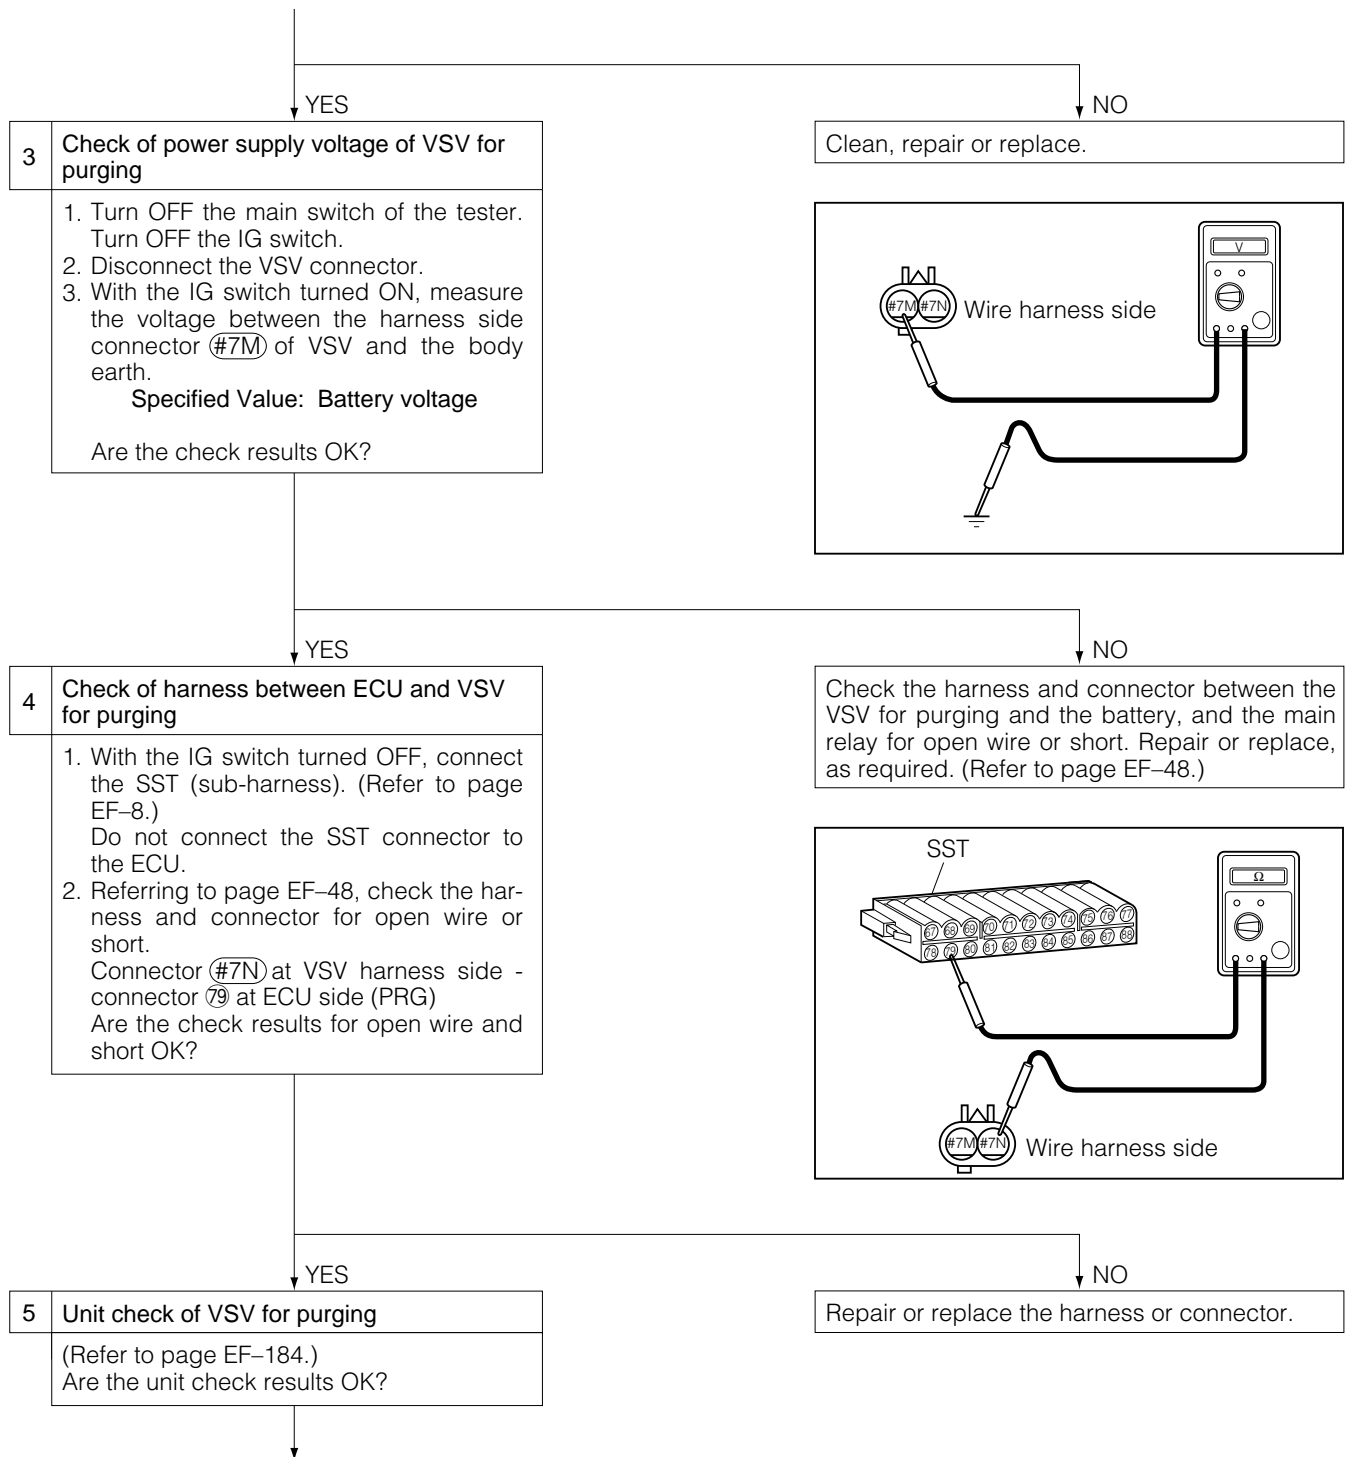 YES
NO
3
Check of power supply voltage of VSV for
purging
1. Turn OFF the main switch of the tester.
Turn OFF the IG switch.
2. Disconnect the VSV connector.
3. With the IG switch turned ON, measure
the voltage between the harness side
connector #7M of VSV and the body
earth.
Specified Value: Battery voltage
Are the check results OK?
Clean, repair or replace.
V
#7M #7N Wire harness side
YES
NO
4
Check of harness between ECU and VSV
for purging
1. With the IG switch turned OFF, connect
the SST (sub-harness). (Refer to page
EF–8.)
Do not connect the SST connector to
the ECU.
2. Referring to page EF–48, check the har-
ness and connector for open wire or
short.
Connector #7N at VSV harness side -
connector 79 at ECU side (PRG)
Are the check results for open wire and
short OK?
Check the harness and connector between the
VSV for purging and the battery, and the main
relay for open wire or short. Repair or replace,
as required. (Refer to page EF–48.)
SST
Ω
67 68 69 70 71 72 73 74 75 76 77
78 79 80 81 82 83 84 85 86 87 88
#7M #7N Wire harness side
YES
NO
5
Unit check of VSV for purging
(Refer to page EF–184.)
Are the unit check results OK?
Repair or replace the harness or connector.